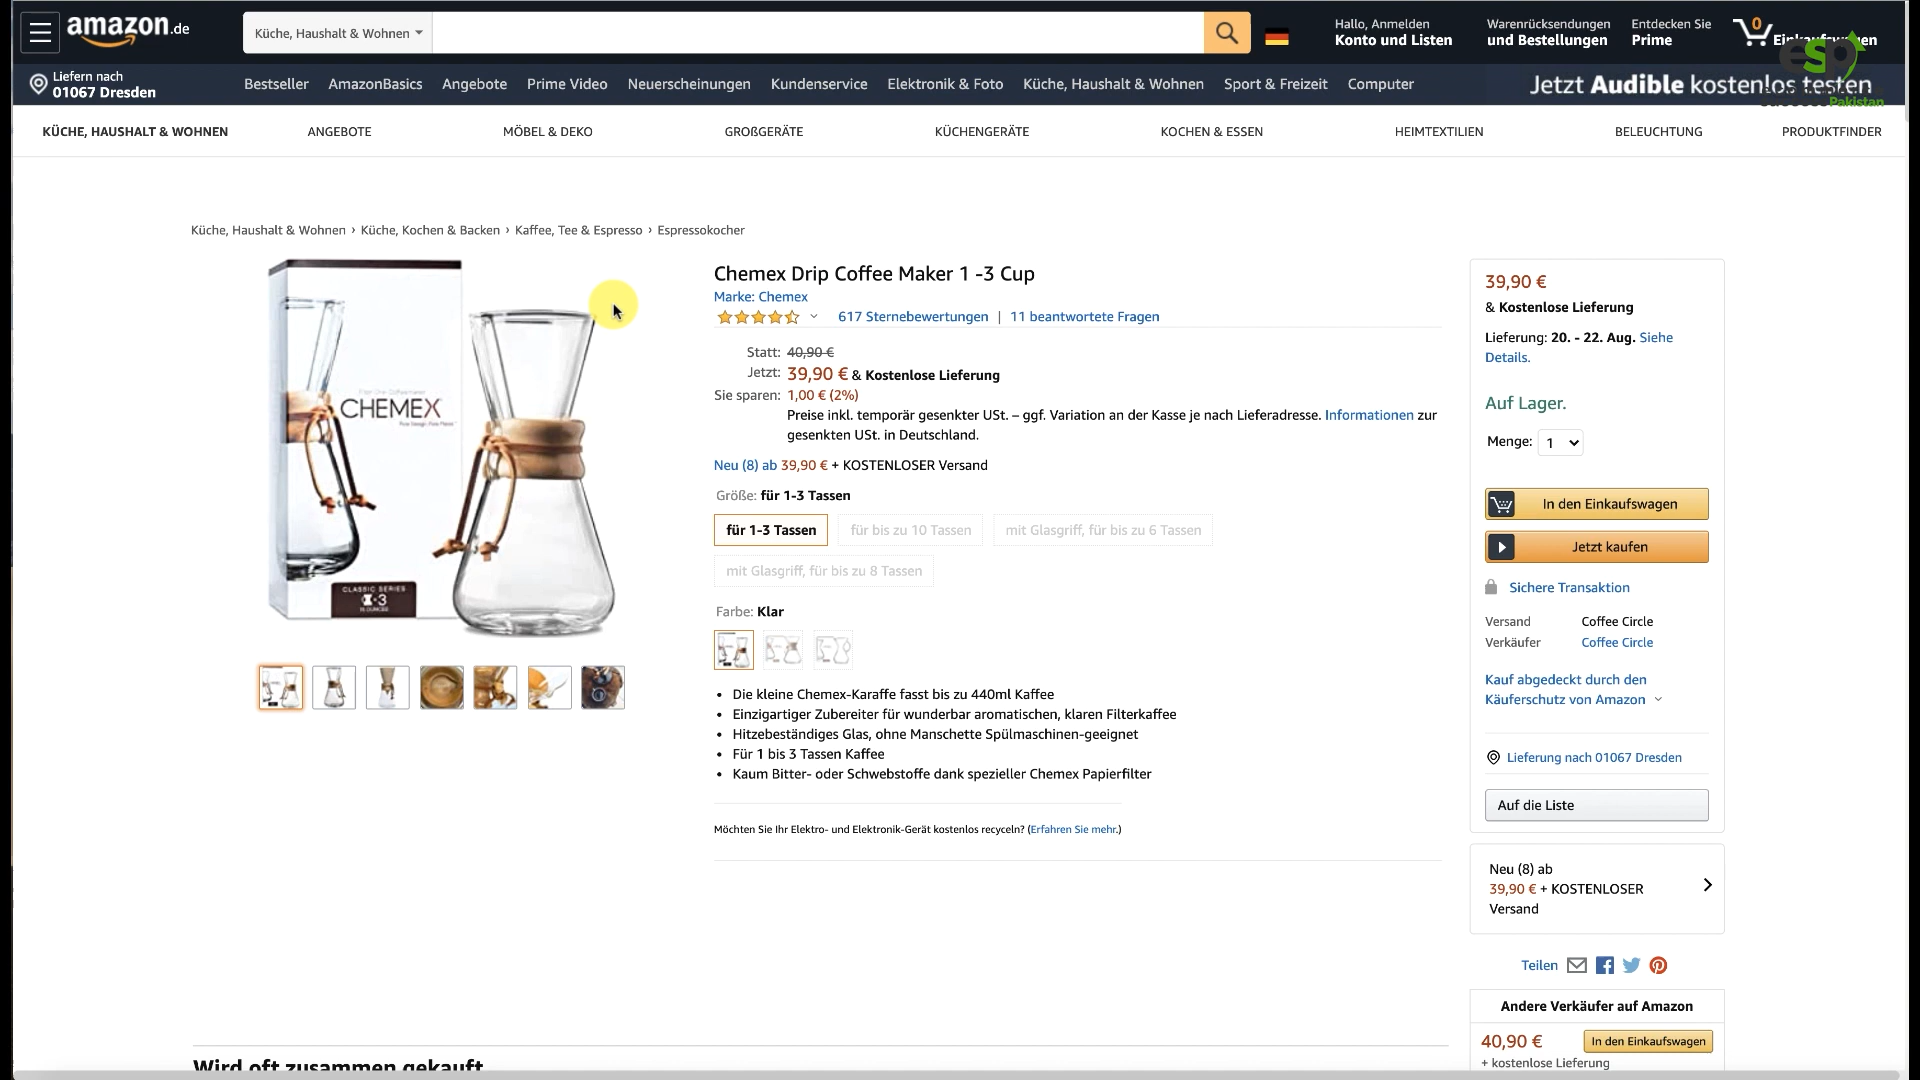 amazon.de
Küche, Haushalt & Wohnen
Hallo, Anmelden
Konto und Listen
Warenrücksendungen
und Bestellungen
Entdecken Sie
Prime
0
esp
Pakistan
Liefern nach
01067 Dresden
Bestseller
AmazonBasics
Angebote
Prime Video
Neuerscheinungen
Kundenservice
Elektronik & Foto
Küche, Haushalt & Wohnen
Sport & Freizeit
Computer
Jetzt Audible kostenlos testen
KÜCHE, HAUSHALT & WOHNEN
ANGEBOTE
MÖBEL & DEKO
GROẞGERÄTE
KÜCHENGERÄTE
KOCHEN & ESSEN
HEIMTEXTILIEN
BELEUCHTUNG
PRODUKTFINDER
Küche, Haushalt & Wohnen › Küche, Kochen & Backen › Kaffee, Tee & Espresso › Espressokocher
CHEMEX
CLASSIC SERIES
Chemex Drip Coffee Maker 1 -3 Cup
Marke: Chemex
617 Sternebewertungen | 11 beantwortete Fragen
Statt: 40,90 €
Jetzt: 39,90 € & Kostenlose Lieferung
Sie sparen: 1,00 € (2%)
Preise inkl. temporär gesenkter USt. – ggf. Variation an der Kasse je nach Lieferadresse. Informationen zur
gesenkten USt. in Deutschland.
Neu (8) ab 39,90 € + KOSTENLOSER Versand
Größe: für 1-3 Tassen
für 1-3 Tassen
für bis zu 10 Tassen
mit Glasgriff, für bis zu 6 Tassen
mit Glasgriff, für bis zu 8 Tassen
Farbe: Klar
• Die kleine Chemex-Karaffe fasst bis zu 440ml Kaffee
• Einzigartiger Zubereiter für wunderbar aromatischen, klaren Filterkaffee
• Hitzebeständiges Glas, ohne Manschette Spülmaschinen-geeignet
• Für 1 bis 3 Tassen Kaffee
• Kaum Bitter- oder Schwebstoffe dank spezieller Chemex Papierfilter
Möchten Sie Ihr Elektro- und Elektronik-Gerät kostenlos recyceln? (Erfahren Sie mehr.)
39,90 €
& Kostenlose Lieferung
Lieferung: 20. - 22. Aug. Siehe
Details.
Auf Lager.
Menge: 1
In den Einkaufswagen
Jetzt kaufen
Sichere Transaktion
Versand Coffee Circle
Verkäufer Coffee Circle
Kauf abgedeckt durch den
Käuferschutz von Amazon
Lieferung nach 01067 Dresden
Auf die Liste
Neu (8) ab
39,90 € + KOSTENLOSER
Versand
Teilen
Andere Verkäufer auf Amazon
40,90 €
In den Einkaufswagen
+ kostenlose Lieferung
Wird oft zusammen gekauft